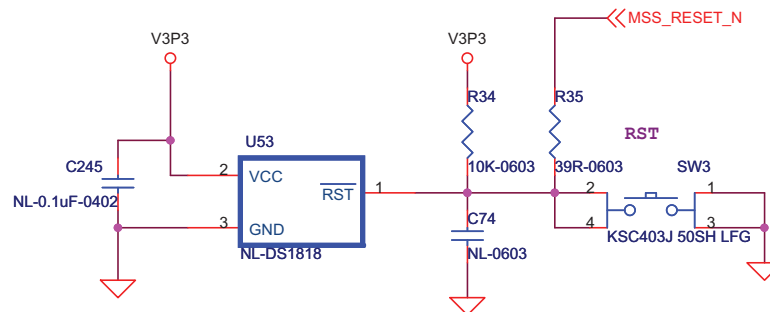 MSS_RESET_N
V3P3
V3P3
R34
R35
RST
10K-0603
39R-0603
U53
C245
NL-0.1uF-0402
2
VCC
RST
1
3
GND
NL-DS1818
C74
NL-0603
SW3
2
1
4
3
KSC403J 50SH LFG